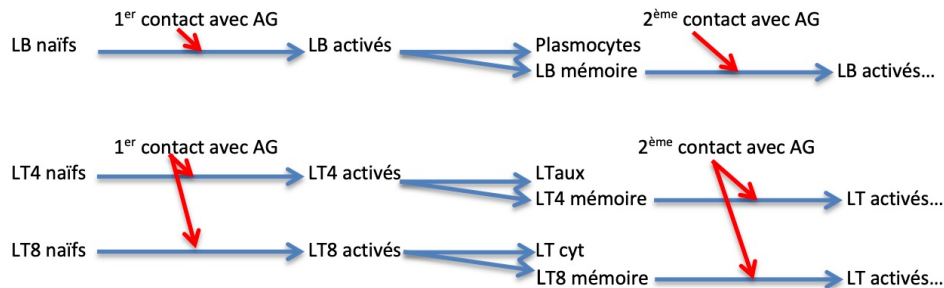 1er contact avec AG 2ème contact avec AG
LB naïfs LB activés Plasmocytes
LB mémoire LB activés...
1er contact avec AG 2ème contact avec AG
LT4 naïfs LT4 activés LTaux
LT4 mémoire LT activés...
LT8 naïfs LT8 activés LT cyt
LT8 mémoire LT activés...